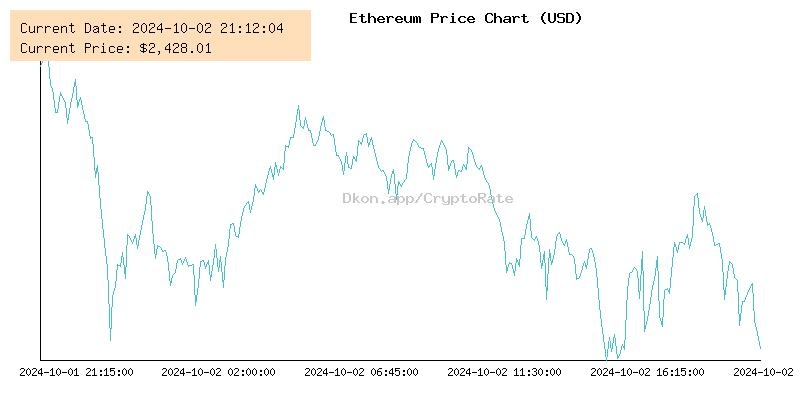 Ethereum Price Chart (USD)
Current Date: 2024-10-02 21:12:04
Current Price: $2,428.01
Dkon.app/CryptoRate
2024-10-01 21:15:00 2024-10-02 02:00:00 2024-10-02 06:45:00 2024-10-02 11:30:00 2024-10-02 16:15:00 2024-10-02